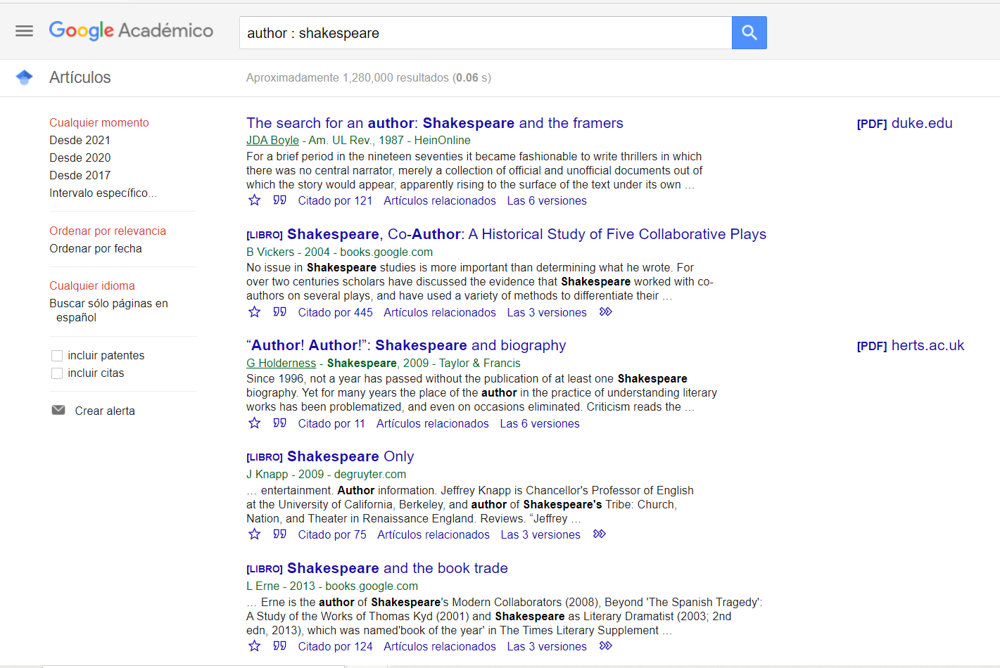 Google Académico
author : shakespeare
Artículos
Aproximadamente 1,280,000 resultados (0.06 s)
Cualquier momento
Desde 2021
Desde 2020
Desde 2017
Intervalo específico...
Ordenar por relevancia
Ordenar por fecha
Cualquier idioma
Buscar sólo páginas en
español
incluir patentes
incluir citas
Crear alerta
The search for an author: Shakespeare and the framers
[PDF] duke.edu
JDA Boyle - Am. UL Rev., 1987 - HeinOnline
For a brief period in the nineteen seventies it became fashionable to write thrillers in which
there was no central narrator, merely a collection of official and unofficial documents out of
which the story would appear, apparently rising to the surface of the text under its own …
Citado por 121 Artículos relacionados Las 6 versiones
[LIBRO] Shakespeare, Co-Author: A Historical Study of Five Collaborative Plays
B Vickers - 2004 - books.google.com
No issue in Shakespeare studies is more important than determining what he wrote. For
over two centuries scholars have discussed the evidence that Shakespeare worked with co-
authors on several plays, and have used a variety of methods to differentiate their …
Citado por 445 Artículos relacionados Las 3 versiones
“Author! Author!”: Shakespeare and biography
[PDF] herts.ac.uk
G Holderness - Shakespeare, 2009 - Taylor & Francis
Since 1996, not a year has passed without the publication of at least one Shakespeare
biography. Yet for many years the place of the author in the practice of understanding literary
works has been problematized, and even on occasions eliminated. Criticism reads the …
Citado por 11 Artículos relacionados Las 6 versiones
[LIBRO] Shakespeare Only
J Knapp - 2009 - degruyter.com
… entertainment. Author information. Jeffrey Knapp is Chancellor's Professor of English
at the University of California, Berkeley, and author of Shakespeare's Tribe: Church,
Nation, and Theater in Renaissance England. Reviews. “Jeffrey …
Citado por 75 Artículos relacionados Las 3 versiones
[LIBRO] Shakespeare and the book trade
L Erne - 2013 - books.google.com
… Erne is the author of Shakespeare's Modern Collaborators (2008), Beyond 'The Spanish Tragedy':
A Study of the Works of Thomas Kyd (2001) and Shakespeare as Literary Dramatist (2003; 2nd
edn, 2013), which was named'book of the year' in The Times Literary Supplement …
Citado por 124 Artículos relacionados Las 3 versiones